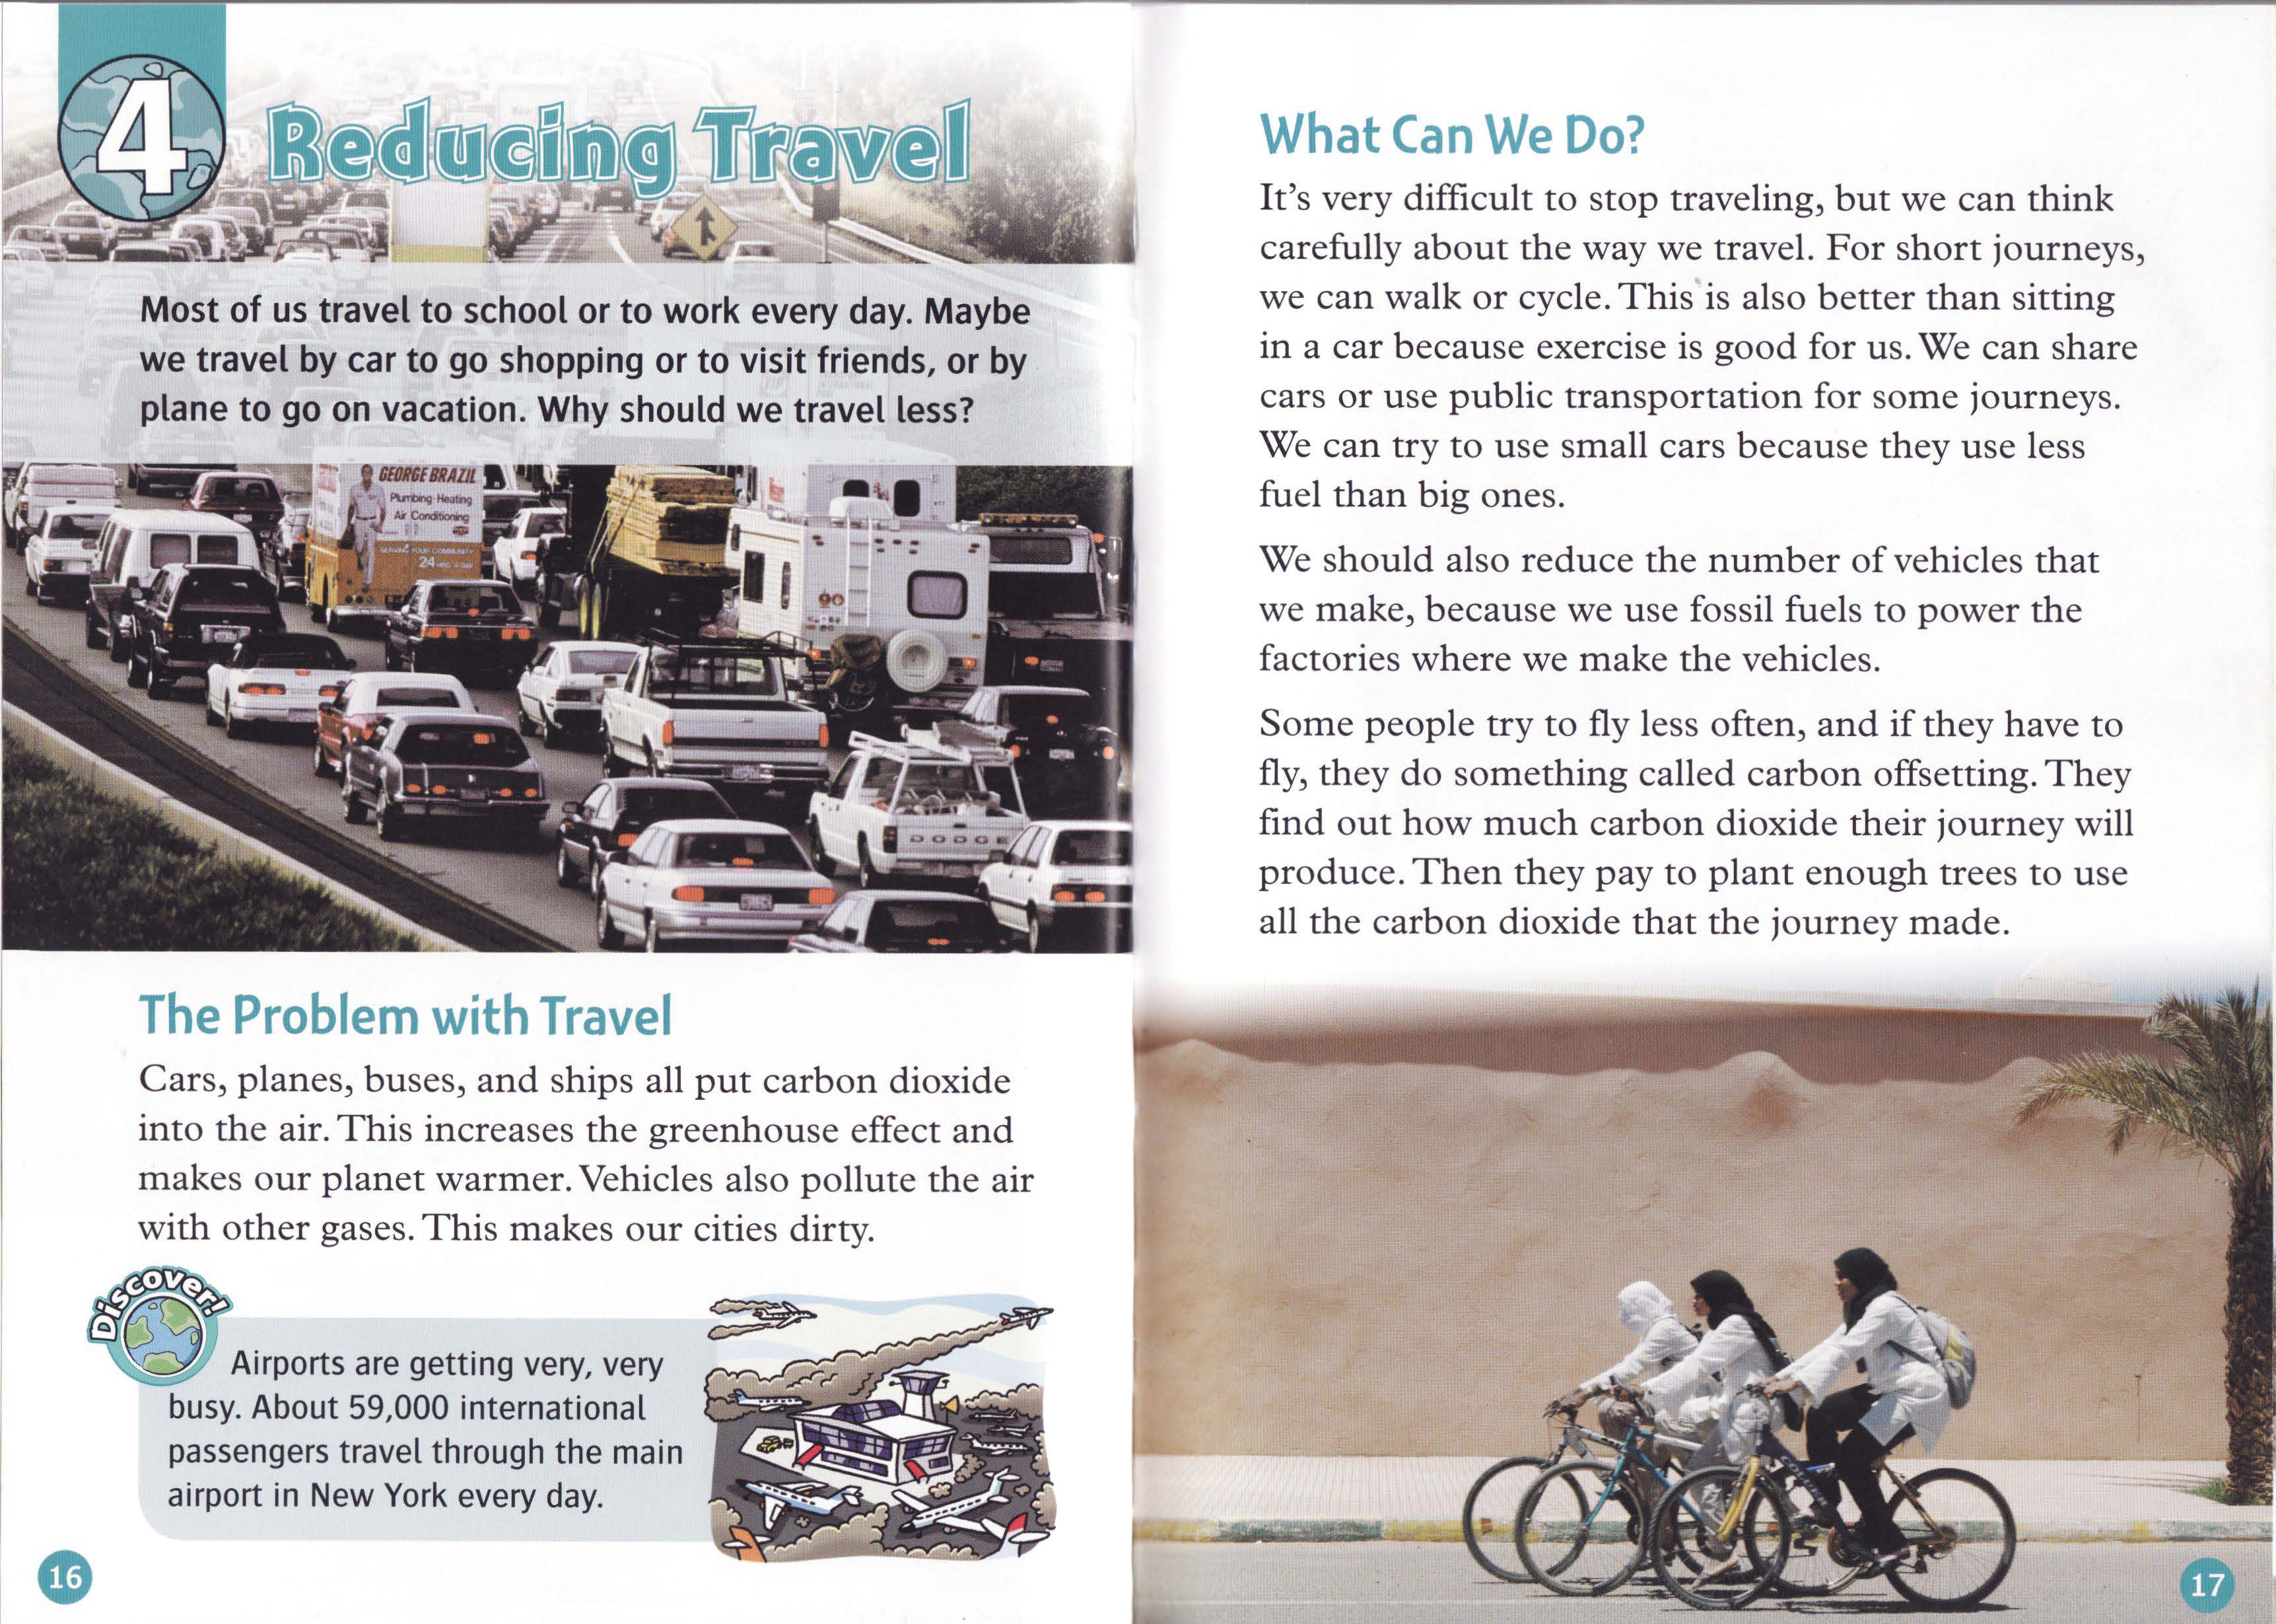 4
Reducing Travel
Most of us travel to school or to work every day. Maybe
we travel by car to go shopping or to visit friends, or by
plane to go on vacation. Why should we travel less?
GEORGE BRAZIL
Plumbing · Heating
Air Conditioning
SERVING YOUR COMMUNITY
24
DODGE
The Problem with Travel
Cars, planes, buses, and ships all put carbon dioxide
into the air. This increases the greenhouse effect and
makes our planet warmer. Vehicles also pollute the air
with other gases. This makes our cities dirty.
Discover!
Airports are getting very, very
busy. About 59,000 international
passengers travel through the main
airport in New York every day.
16
What Can We Do?
It's very difficult to stop traveling, but we can think
carefully about the way we travel. For short journeys,
we can walk or cycle. This is also better than sitting
in a car because exercise is good for us. We can share
cars or use public transportation for some journeys.
We can try to use small cars because they use less
fuel than big ones.
We should also reduce the number of vehicles that
we make, because we use fossil fuels to power the
factories where we make the vehicles.
Some people try to fly less often, and if they have to
fly, they do something called carbon offsetting. They
find out how much carbon dioxide their journey will
produce. Then they pay to plant enough trees to use
all the carbon dioxide that the journey made.
17